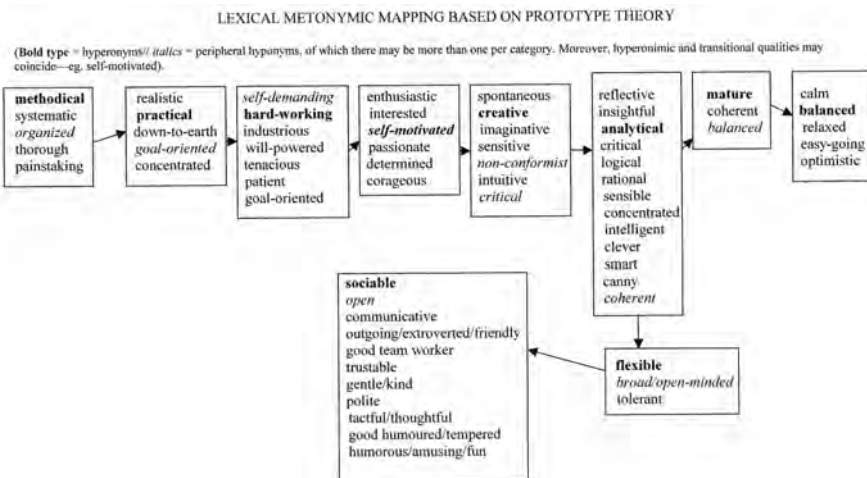 LEXICAL METONYMIC MAPPING BASED ON PROTOTYPE THEORY
(Bold type = hyperonyms// italics = peripheral hyponyms, of which there may be more than one per category. Moreover, hyperonimic and transitional qualities may
coincide—eg. self-motivated).
methodical
systematic
organized
thorough
painstaking
realistic
practical
down-to-earth
goal-oriented
concentrated
self-demanding
hard-working
industrious
will-powered
tenacious
patient
goal-oriented
enthusiastic
interested
self-motivated
passionate
determined
corageous
spontaneous
creative
imaginative
sensitive
non-conformist
intuitive
critical
reflective
insightful
analytical
critical
logical
rational
sensible
concentrated
intelligent
clever
smart
canny
coherent
mature
coherent
balanced
calm
balanced
relaxed
easy-going
optimistic
flexible
broad/open-minded
tolerant
sociable
open
communicative
outgoing/extroverted/friendly
good team worker
trustable
gentle/kind
polite
tactful/thoughtful
good humoured/tempered
humorous/amusing/fun